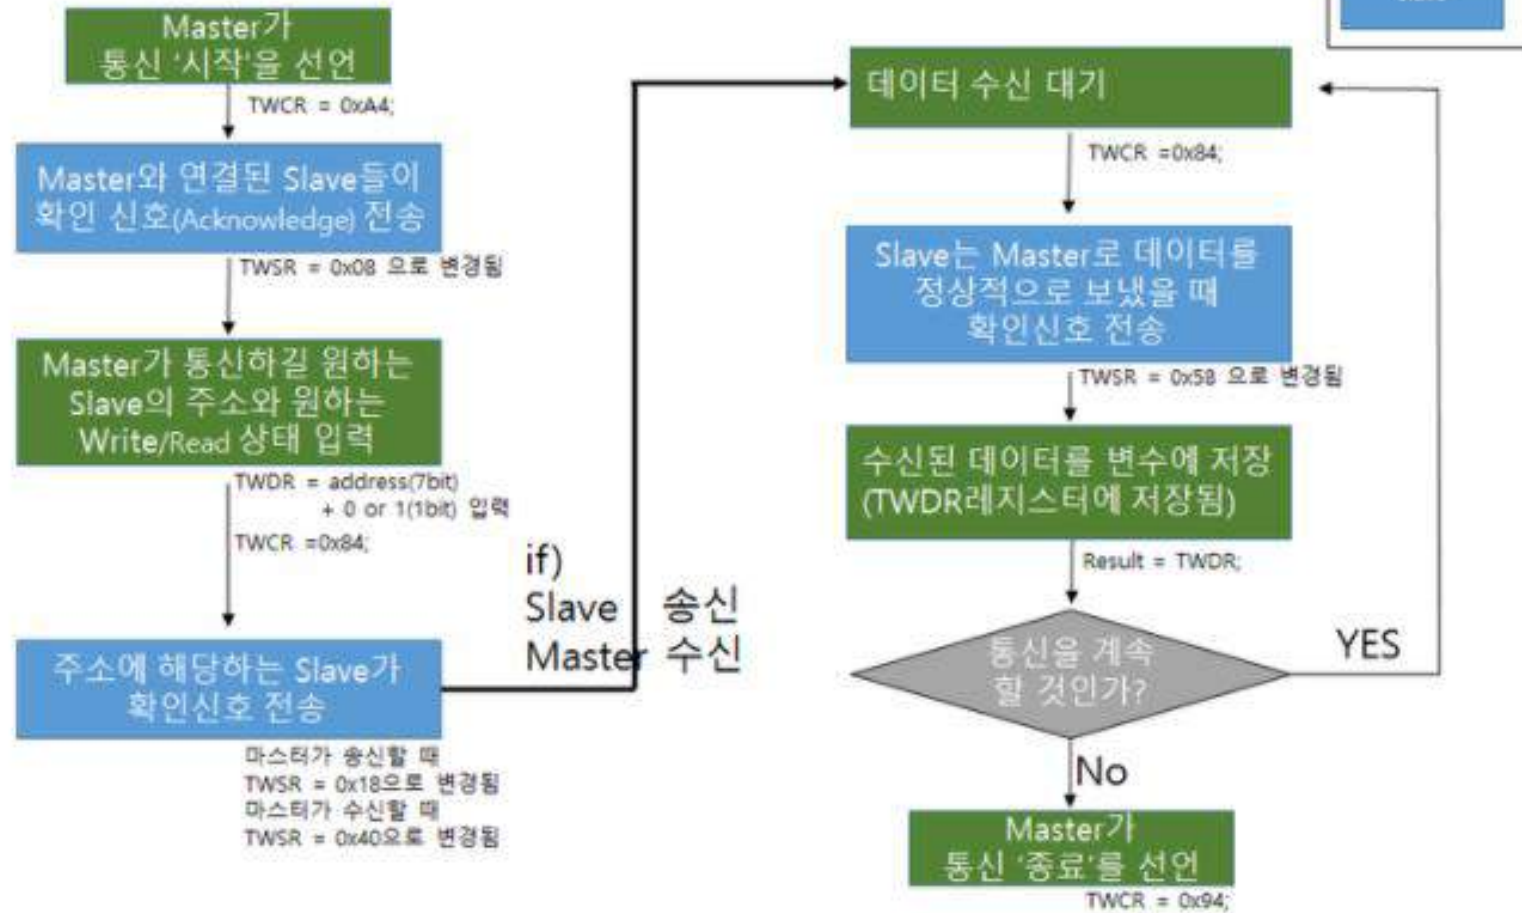 Master가
통신 '시작'을 선언
TWCR = 0xA4;
Master와 연결된 Slave들이
확인 신호(Acknowledge) 전송
TWSR = 0x08 으로 변경됨
Master가 통신하길 원하는
Slave의 주소와 원하는
Write/Read 상태 입력
TWDR = address(7bit)
+ 0 or 1(1bit) 입력
TWCR =0x84;
주소에 해당하는 Slave가
확인신호 전송
마스터가 송신할 때
TWSR = 0x18으로 변경됨
마스터가 수신할 때
TWSR = 0x40으로 변경됨
if)
Slave 송신
Master 수신
데이터 수신 대기
TWCR =0x84;
Slave는 Master로 데이터를
정상적으로 보냈을 때
확인신호 전송
TWSR = 0x58 으로 변경됨
수신된 데이터를 변수에 저장
(TWDR레지스터에 저장됨)
Result = TWDR;
통신을 계속
할 것인가?
YES
No
Master가
통신 '종료'를 선언
TWCR = 0x94;